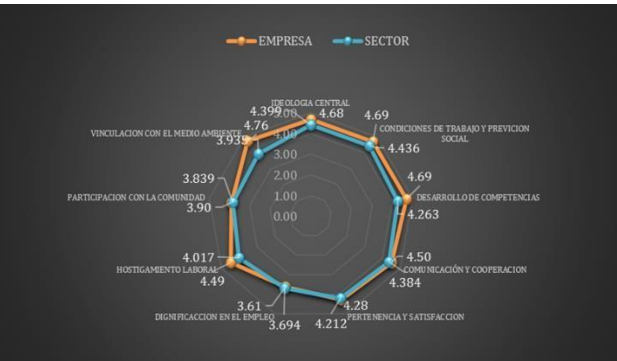 EMPRESA SECTOR
IDEOLOGIA CENTRAL
4.399 5.00 4.68 4.69
VINCULACION CON EL MEDIO AMBIENTE 4.76 4.00
CONDICIONES DE TRABAJO Y PREVICION
SOCIAL
3.935 3.00 4.436
3.839 2.00 4.69
PARTICIPACION CON LA COMUNIDAD 1.00 DESARROLLO DE COMPETENCIAS
3.90 0.00 4.263
4.017 4.50
HOSTIGAMIENTO LABORAL COMUNICACIÓN Y COOPERACION
4.49 4.384
3.61 4.28
DIGNIFICACCION EN EL EMPLEO PERTENENCIA Y SATISFACCION
3.694 4.212